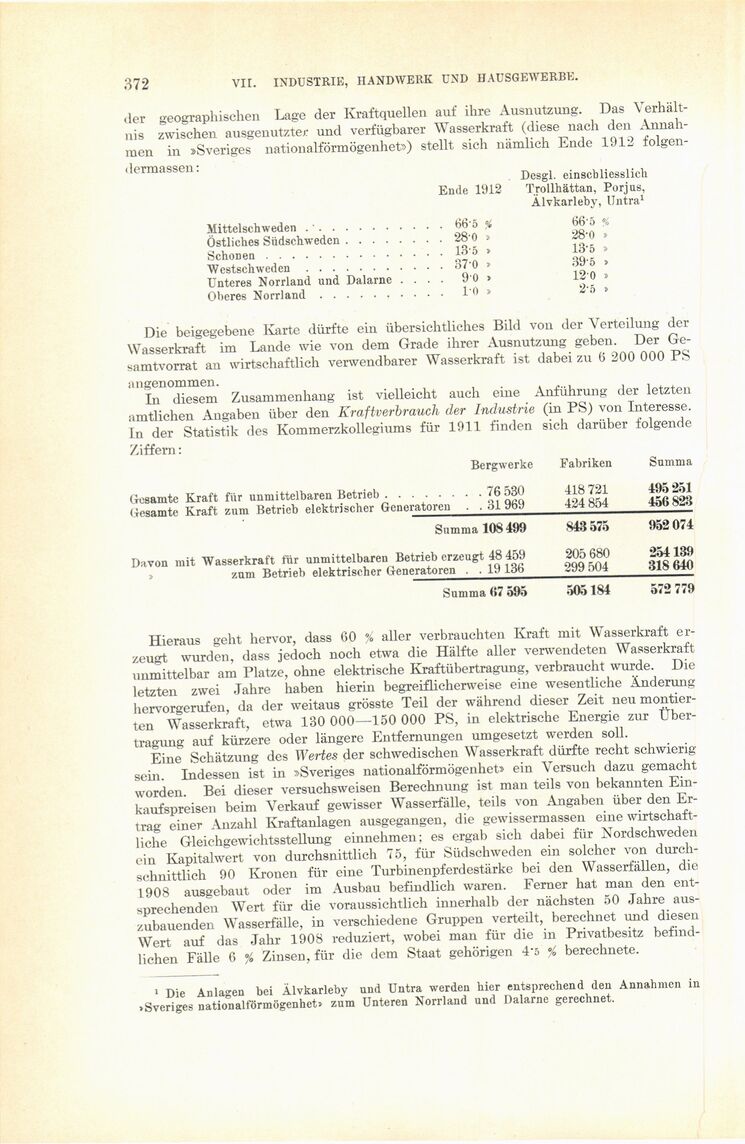 372 VII. INDUSTRIE, HANDWERK UND HAUSGEWERBE.
der geographischen Lage der Kraftquellen auf ihre Ausnutzung. Das Verhält-
nis zwischen ausgenutzter und verfügbarer Wasserkraft (diese nach den Annah-
men in »Sveriges nationalförmögenhet») stellt sich nämlich Ende 1912 folgen-
dermassen:
Ende 1912 Desgl. einschliesslich
Trollhättan, Porjus,
Älvkarleby, Untra¹
Mittelschweden . . . . . . . . . . 66·5 % 66·5 %
Östliches Südschweden . . . . . . . 28·0 » 28·0 »
Schonen . . . . . . . . . . . . . 13·5 » 13·5 »
Westschweden . . . . . . . . . . 37·0 » 39·5 »
Unteres Norrland und Dalarne . . . . 9·0 » 12·0 »
Oberes Norrland . . . . . . . . . 1·0 » 2·5 »
Die beigegebene Karte dürfte ein übersichtliches Bild von der Verteilung der
Wasserkraft im Lande wie von dem Grade ihrer Ausnutzung geben. Der Ge-
samtvorrat an wirtschaftlich verwendbarer Wasserkraft ist dabei zu 6 200 000 PS
angenommen.
In diesem Zusammenhang ist vielleicht auch eine Anführung der letzten
amtlichen Angaben über den Kraftverbrauch der Industrie (in PS) von Interesse.
In der Statistik des Kommerzkollegiums für 1911 finden sich darüber folgende
Ziffern:
Bergwerke Fabriken Summa
Gesamte Kraft für unmittelbaren Betrieb . . . . . . . . 76 530 418 721 495 251
Gesamte Kraft zum Betrieb elektrischer Generatoren . . 31 969 424 854 456 823
Summa 108 499 843 575 952 074
Davon mit Wasserkraft für unmittelbaren Betrieb erzeugt 48 459 205 680 254 139
» zum Betrieb elektrischer Generatoren . . 19 136 299 504 318 640
Summa 67 595 505 184 572 779
Hieraus geht hervor, dass 60 % aller verbrauchten Kraft mit Wasserkraft er-
zeugt wurden, dass jedoch noch etwa die Hälfte aller verwendeten Wasserkraft
unmittelbar am Platze, ohne elektrische Kraftübertragung, verbraucht wurde. Die
letzten zwei Jahre haben hierin begreiflicherweise eine wesentliche Änderung
hervorgerufen, da der weitaus grösste Teil der während dieser Zeit neu montier-
ten Wasserkraft, etwa 130 000—150 000 PS, in elektrische Energie zur Über-
tragung auf kürzere oder längere Entfernungen umgesetzt werden soll.
Eine Schätzung des Wertes der schwedischen Wasserkraft dürfte recht schwierig
sein. Indessen ist in »Sveriges nationalförmögenhet» ein Versuch dazu gemacht
worden. Bei dieser versuchsweisen Berechnung ist man teils von bekannten Ein-
kaufspreisen beim Verkauf gewisser Wasserfälle, teils von Angaben über den Er-
trag einer Anzahl Kraftanlagen ausgegangen, die gewissermassen eine wirtschaft-
liche Gleichgewichtsstellung einnehmen; es ergab sich dabei für Nordschweden
ein Kapitalwert von durchsnittlich 75, für Südschweden ein solcher von durch-
schnittlich 90 Kronen für eine Turbinenpferdestärke bei den Wasserfällen, die
1908 ausgebaut oder im Ausbau befindlich waren. Ferner hat man den ent-
sprechenden Wert für die voraussichtlich innerhalb der nächsten 50 Jahre aus-
zubauenden Wasserfälle, in verschiedene Gruppen verteilt, berechnet und diesen
Wert auf das Jahr 1908 reduziert, wobei man für die in Privatbesitz befind-
lichen Fälle 6 % Zinsen, für die dem Staat gehörigen 4·5 % berechnete.
¹ Die Anlagen bei Älvkarleby und Untra werden hier entsprechend den Annahmen in
»Sveriges nationalförmögenhet» zum Unteren Norrland und Dalarne gerechnet.